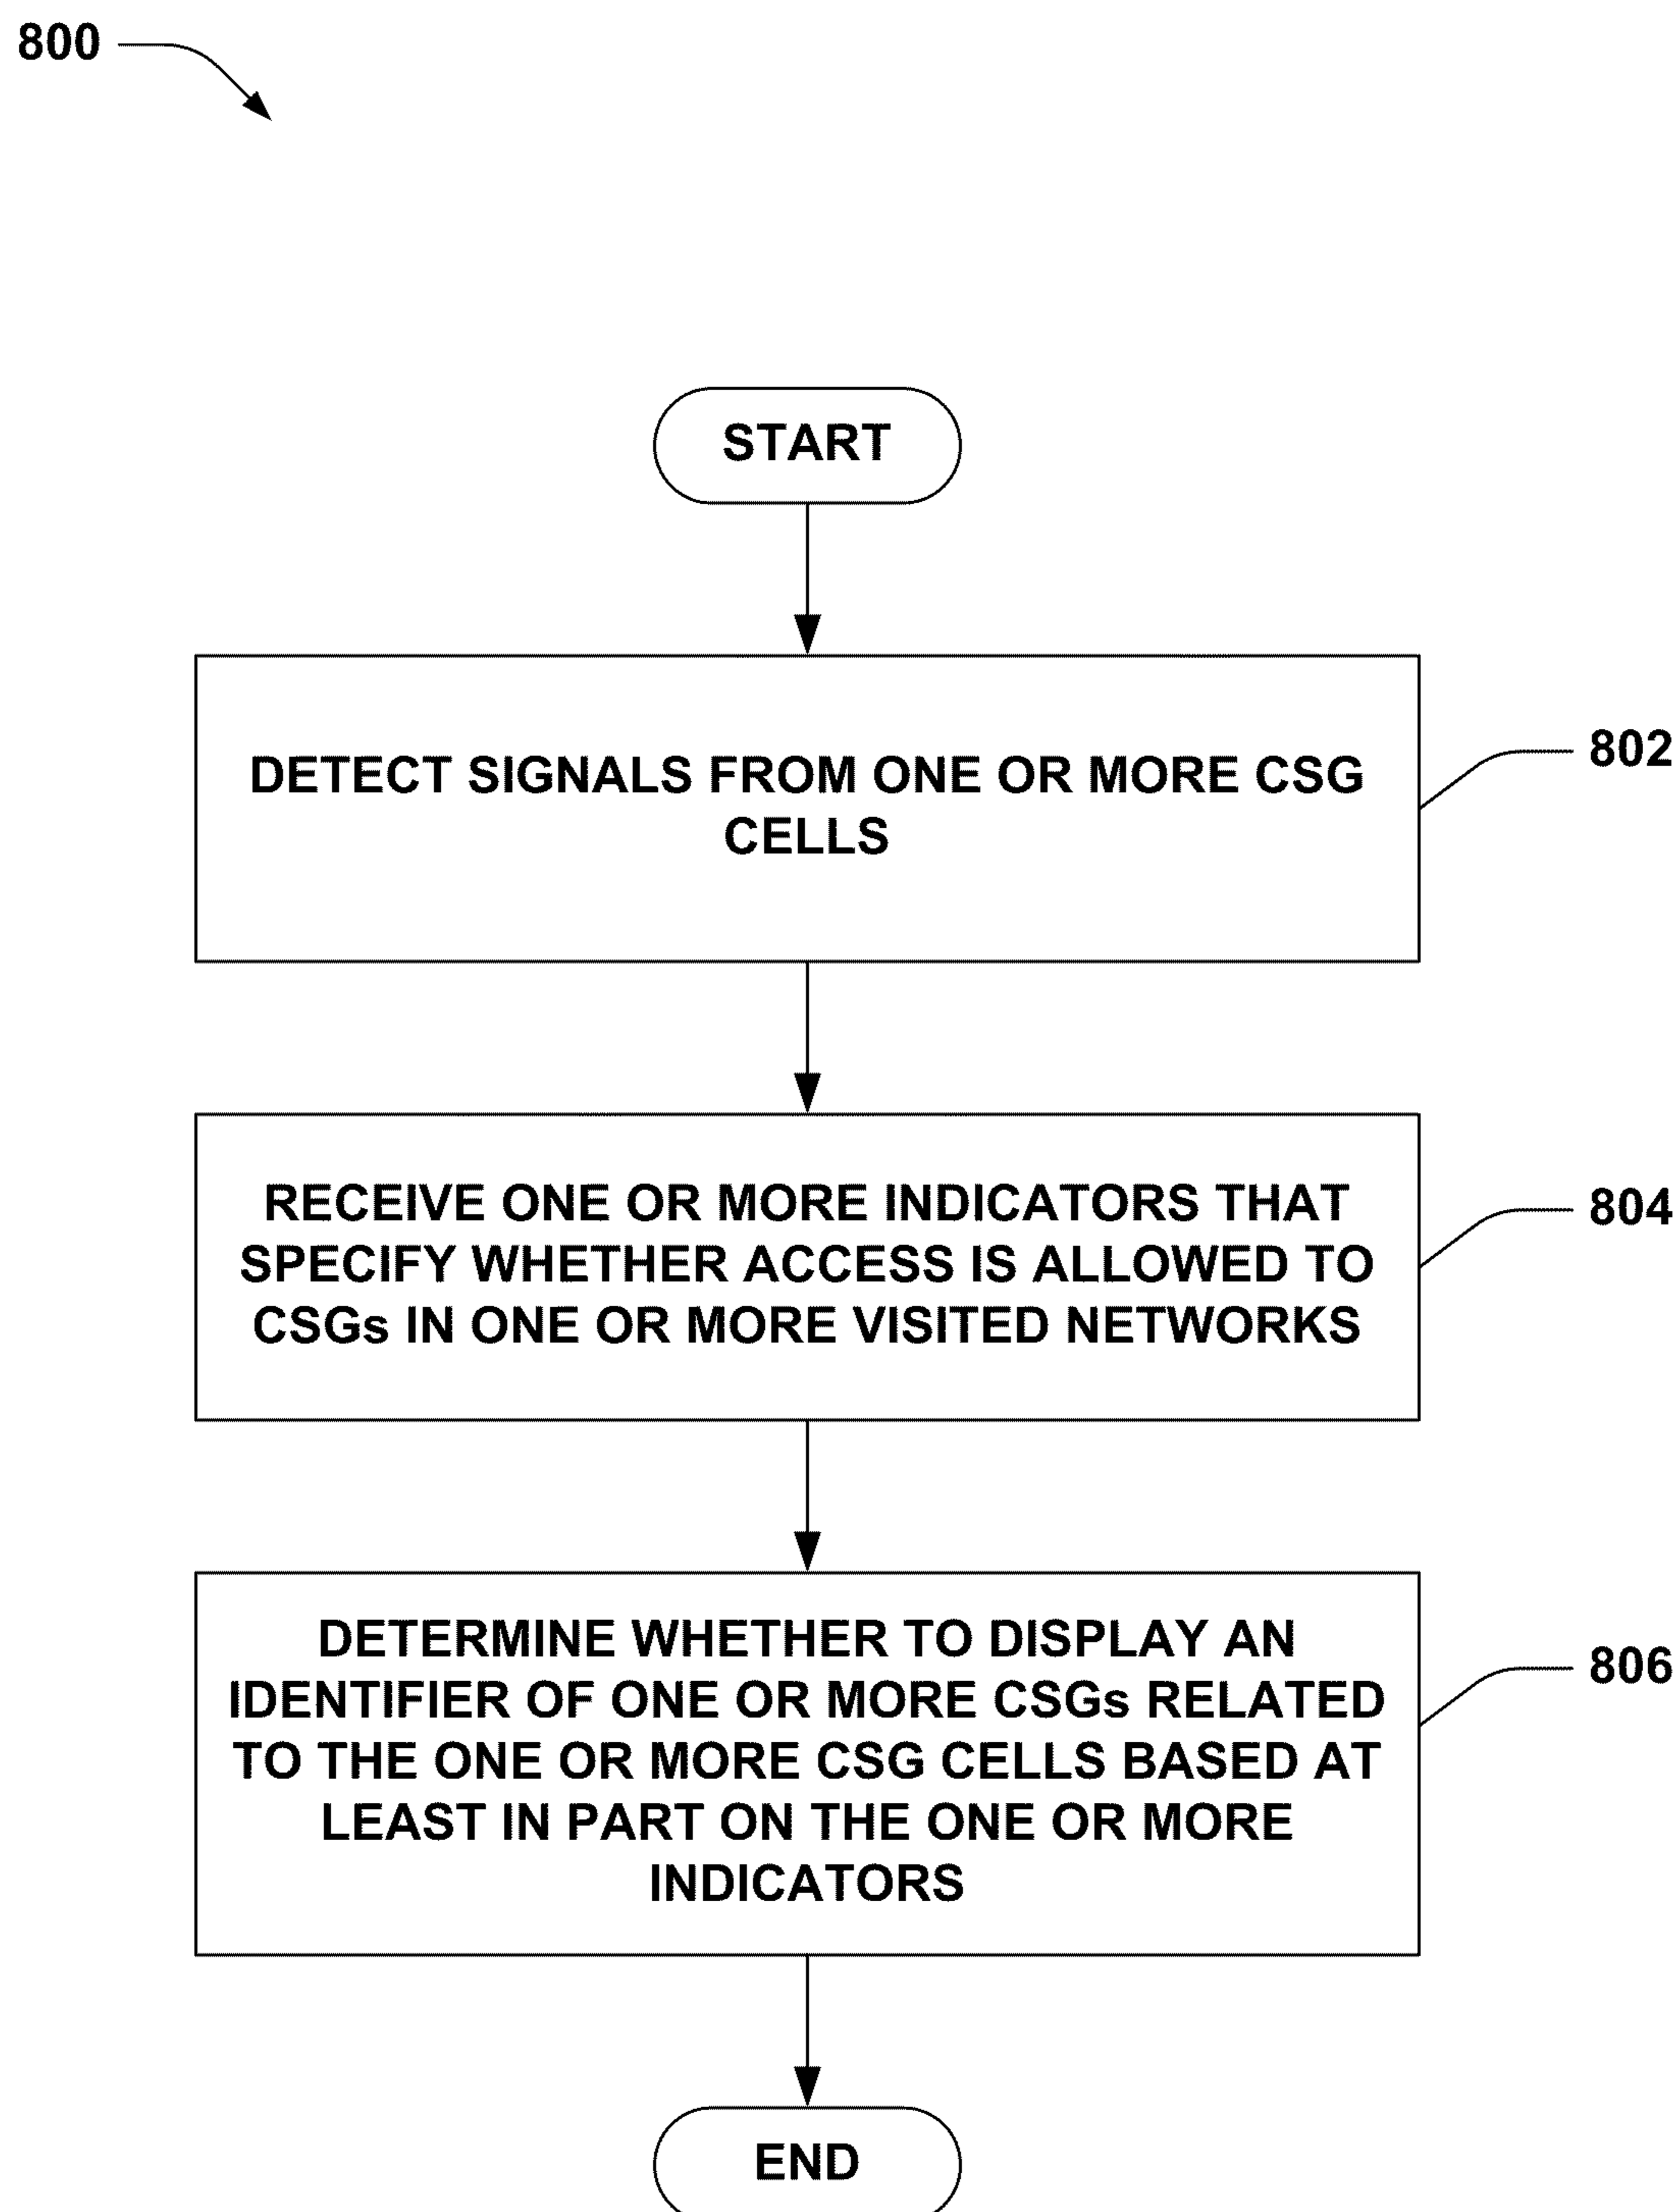 800
START
DETECT SIGNALS FROM ONE OR MORE CSG
CELLS
802
RECEIVE ONE OR MORE INDICATORS THAT
SPECIFY WHETHER ACCESS IS ALLOWED TO
CSGs IN ONE OR MORE VISITED NETWORKS
804
DETERMINE WHETHER TO DISPLAY AN
IDENTIFIER OF ONE OR MORE CSGs RELATED
TO THE ONE OR MORE CSG CELLS BASED AT
LEAST IN PART ON THE ONE OR MORE
INDICATORS
806
END